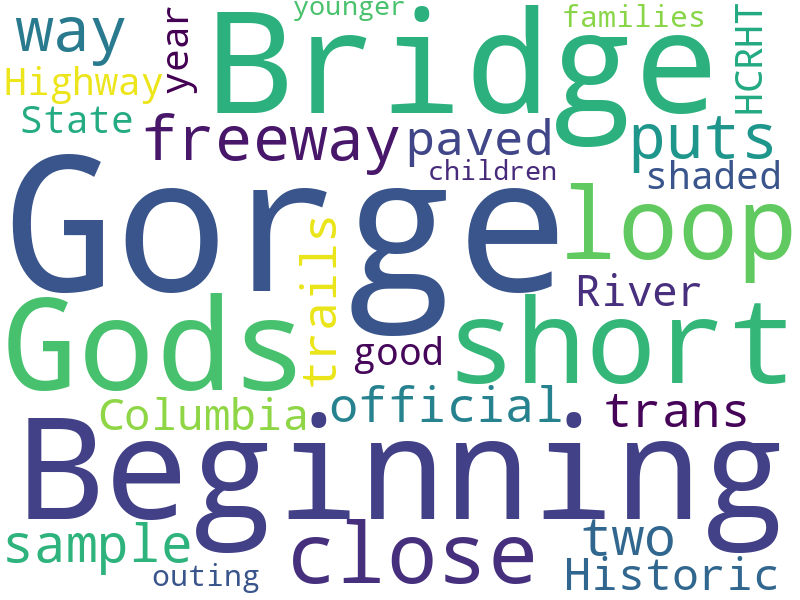 younger
way
year
Bridge
families
HCRHT
Highway
State
freeway
paved
puts
children
shaded
Gorge
loop
trails
River
Gods
short
good
Columbia
official
trans
Beginning
sample
close
two
outing
Historic